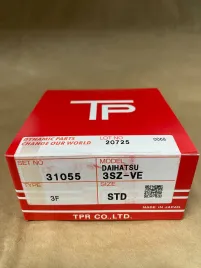 TP
DYNAMIC PARTS
CHANGE OUR WORLD
LOT NO
20725
SET NO
31055
MODEL
DAIHATSU
3SZ-VE
TYPE
3F
SIZE
STD
MADE IN JAPAN
TPR CO.,LTD.